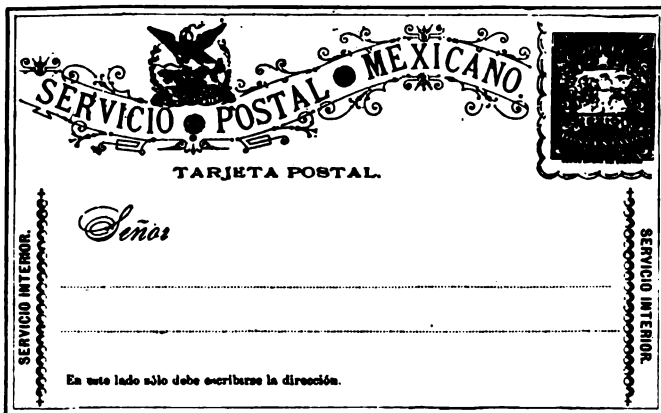 SERVICIO POSTAL MEXICANO.
TARJETA POSTAL.
Señor
SERVICIO INTERIOR.
SERVICIO INTERIOR.
En este lado sólo debe escribirse la dirección.